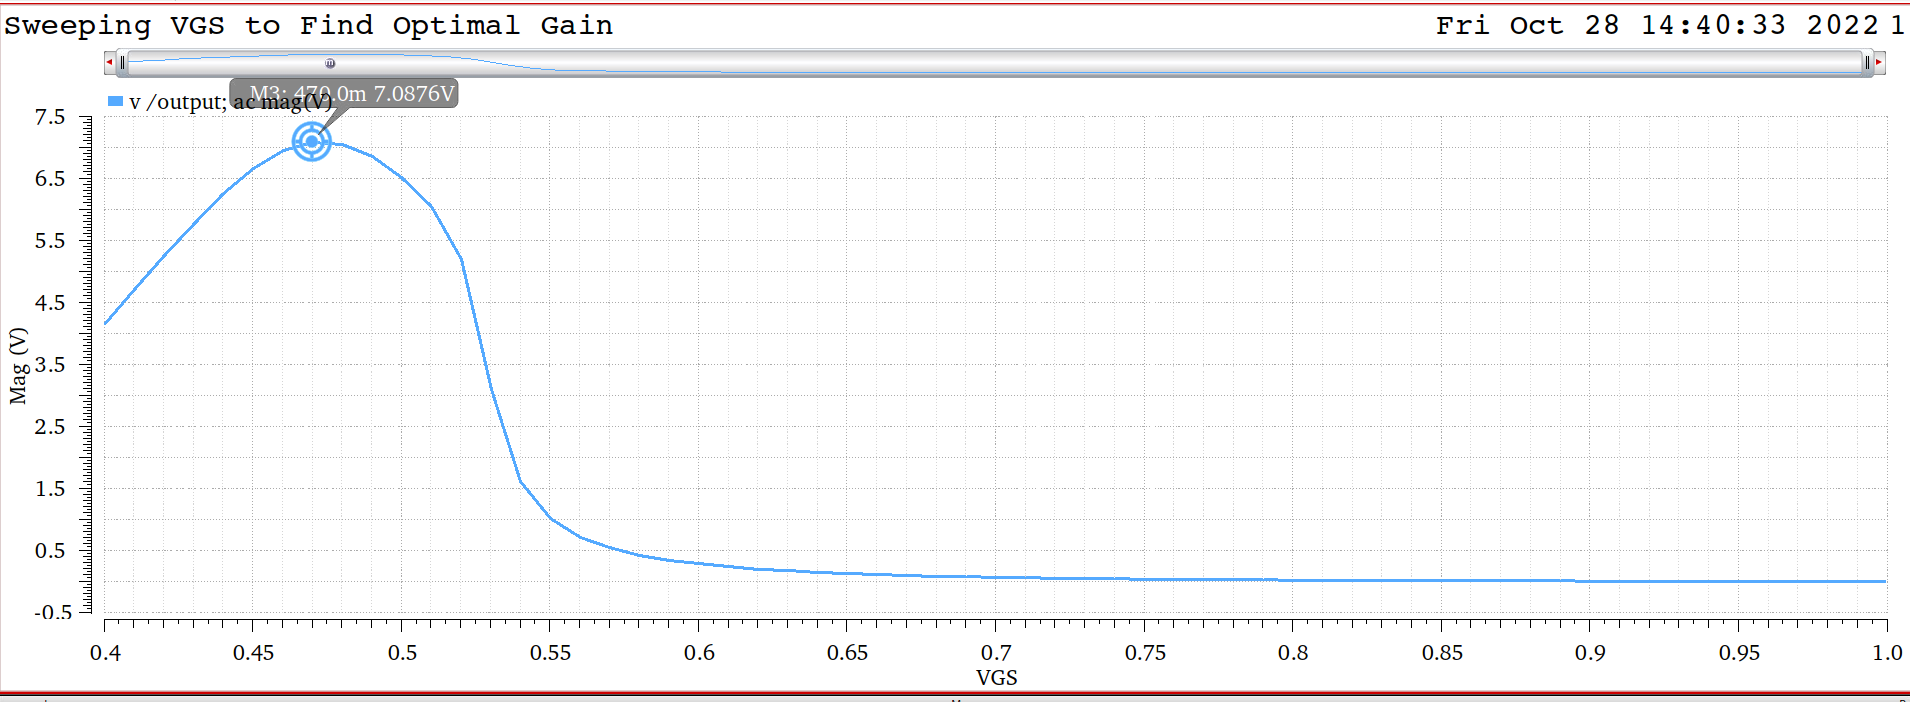 Sweeping VGS to Find Optimal Gain Fri Oct 28 14:40:33 2022 1
M3: 470.0m 7.0876V
v /output; ac mag(V)
7.5
6.5
5.5
4.5
3.5
2.5
1.5
0.5
-0.5
Mag (V)
0.4 0.45 0.5 0.55 0.6 0.65 0.7 0.75 0.8 0.85 0.9 0.95 1.0
VGS